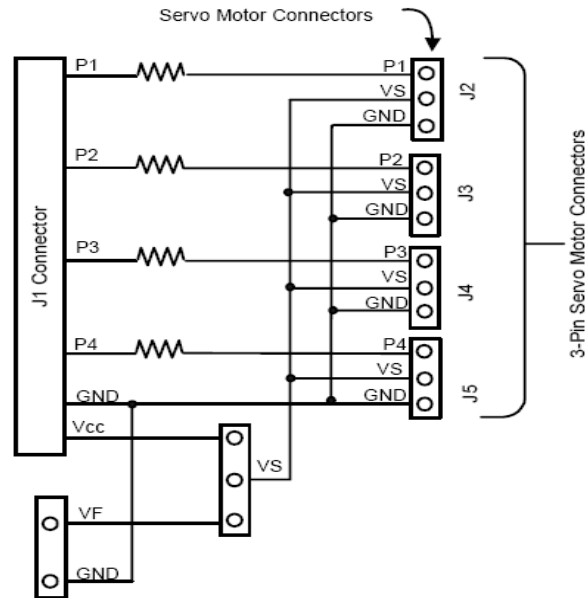 Servo Motor Connectors
P1
P1
VS
GND
J2
P2
P2
VS
GND
J3
P3
P3
VS
GND
J4
P4
P4
VS
GND
J5
GND
Vcc
VS
VF
GND
J1 Connector
3-Pin Servo Motor Connectors